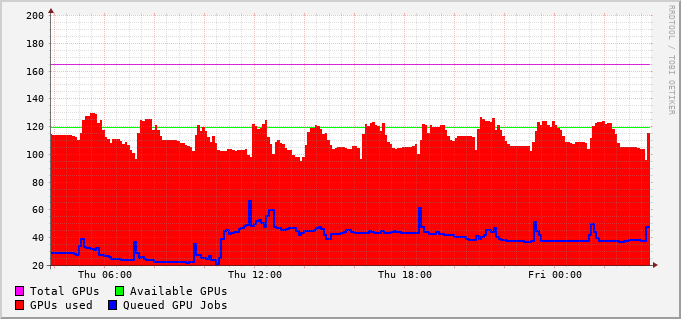 200
180
160
140
120
100
80
60
40
20
Thu 06:00 Thu 12:00 Thu 18:00 Fri 00:00
Total GPUs Available GPUs
GPUs used Queued GPU Jobs
RRDTOOL / TOBI OETIKER